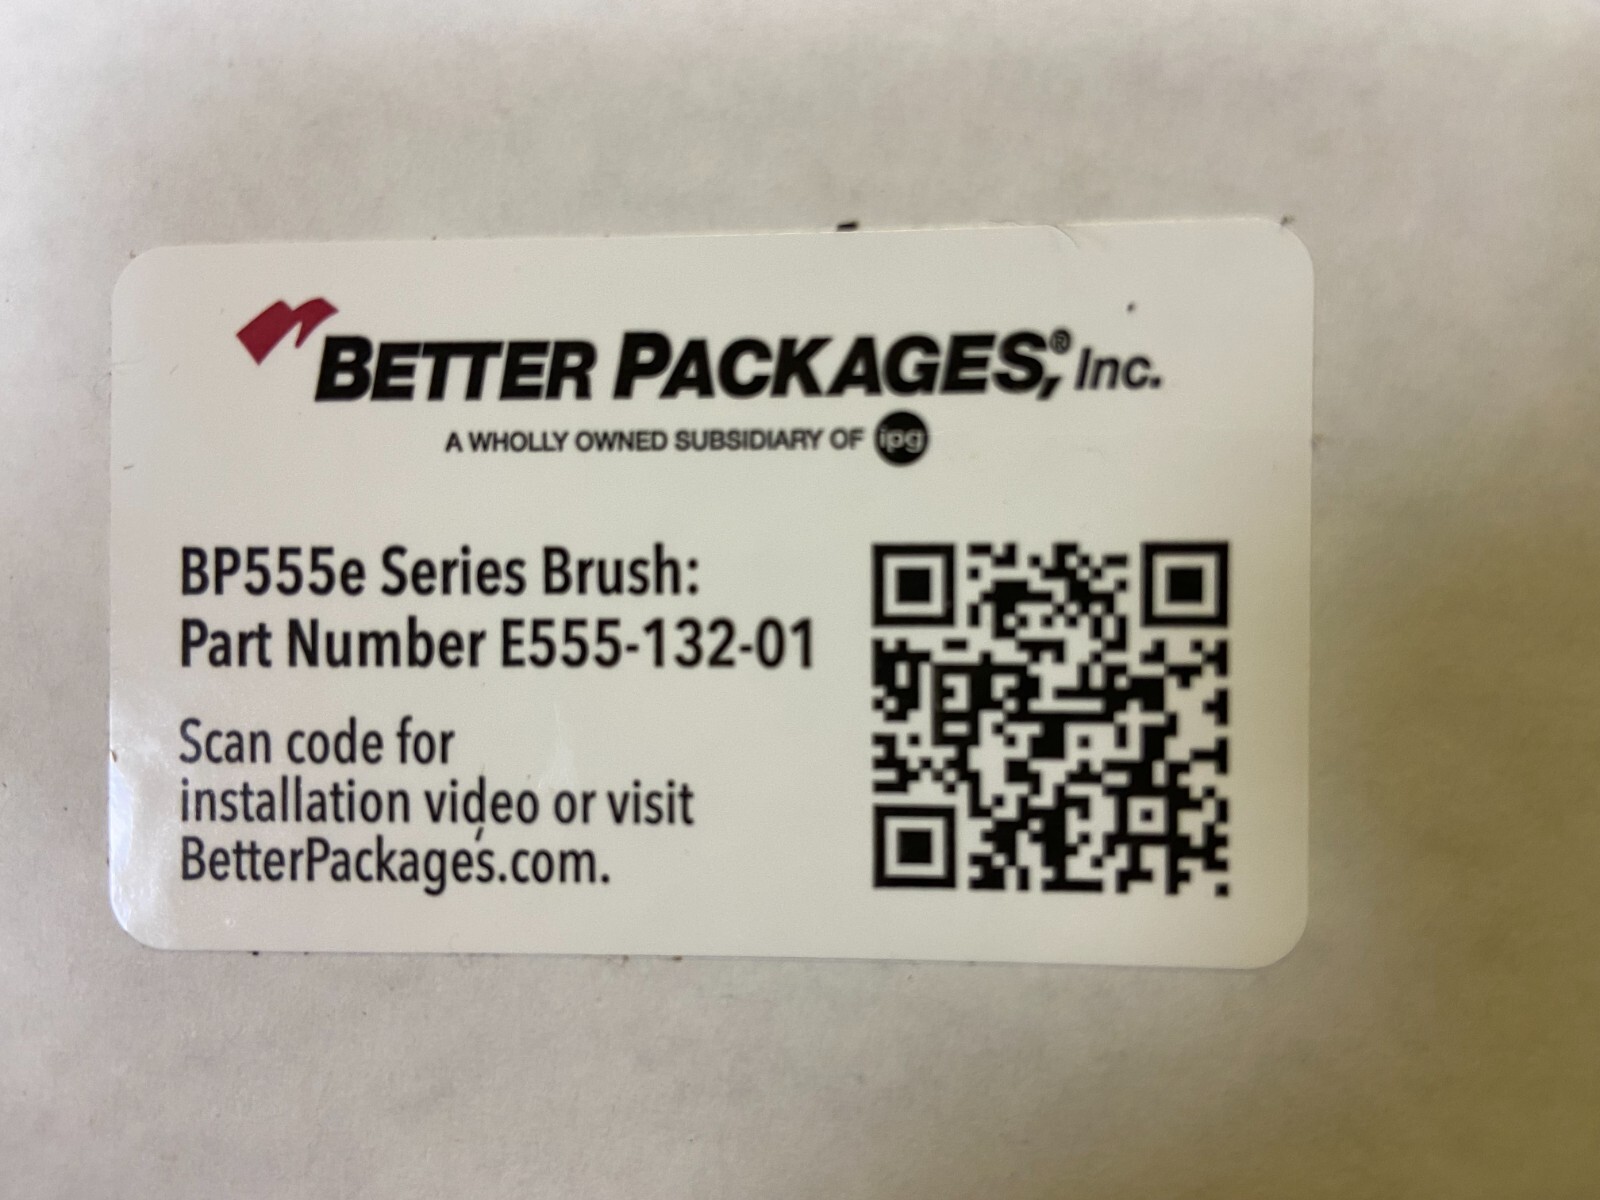 BETTER PACKAGES,® Inc.
A WHOLLY OWNED SUBSIDIARY OF ipg
BP555e Series Brush:
Part Number E555-132-01
Scan code for
installation video or visit
BetterPackages.com.